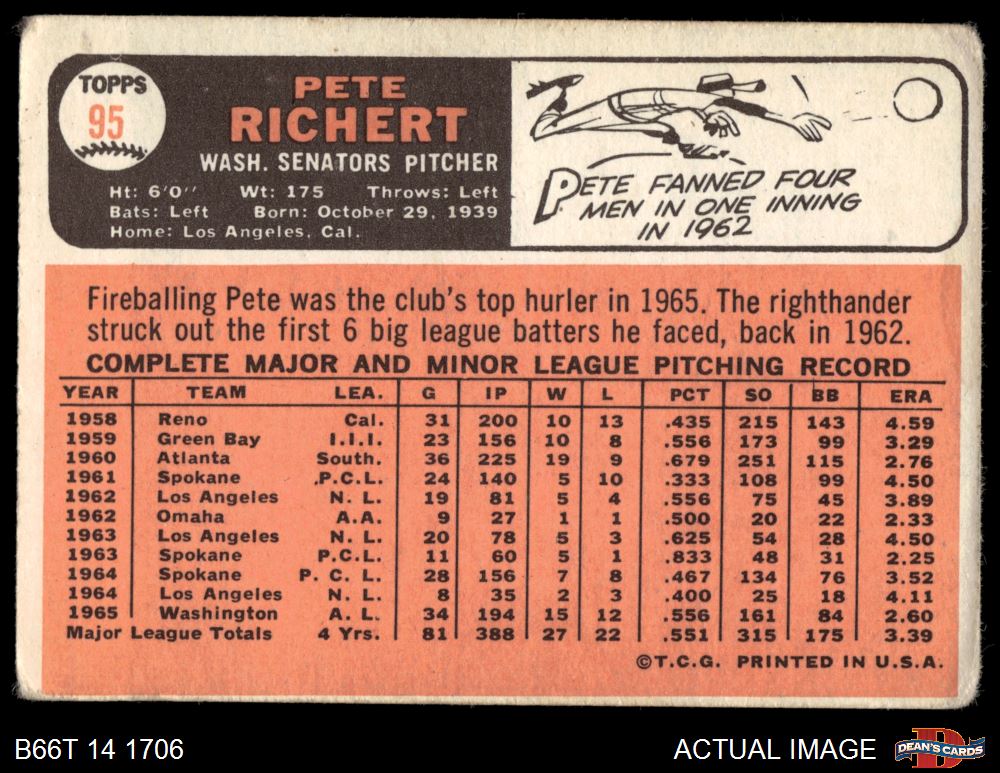 TOPPS
95
PETE
RICHERT
WASH. SENATORS PITCHER
Ht: 6'0'' Wt: 175 Throws: Left
Bats: Left Born: October 29, 1939
Home: Los Angeles, Cal.
PETE FANNED FOUR
MEN IN ONE INNING
IN 1962
Fireballing Pete was the club's top hurler in 1965. The righthander
struck out the first 6 big league batters he faced, back in 1962.
COMPLETE MAJOR AND MINOR LEAGUE PITCHING RECORD
YEAR TEAM LEA. G IP W L PCT SO BB ERA
1958 Reno Cal. 31 200 10 13 .435 215 143 4.59
1959 Green Bay I.I.I. 23 156 10 8 .556 173 99 3.29
1960 Atlanta South. 36 225 19 9 .679 251 115 2.76
1961 Spokane P.C.L. 24 140 5 10 .333 108 99 4.50
1962 Los Angeles N. L. 19 81 5 4 .556 75 45 3.89
1962 Omaha A.A. 9 27 1 1 .500 20 22 2.33
1963 Los Angeles N. L. 20 78 5 3 .625 54 28 4.50
1963 Spokane P.C.L. 11 60 5 1 .833 48 31 2.25
1964 Spokane P. C. L. 28 156 7 8 .467 134 76 3.52
1964 Los Angeles N. L. 8 35 2 3 .400 25 18 4.11
1965 Washington A. L. 34 194 15 12 .556 161 84 2.60
Major League Totals 4 Yrs. 81 388 27 22 .551 315 175 3.39
©T.C.G. PRINTED IN U.S.A.
B66T 14 1706
ACTUAL IMAGE
D
DEAN'S CARDS